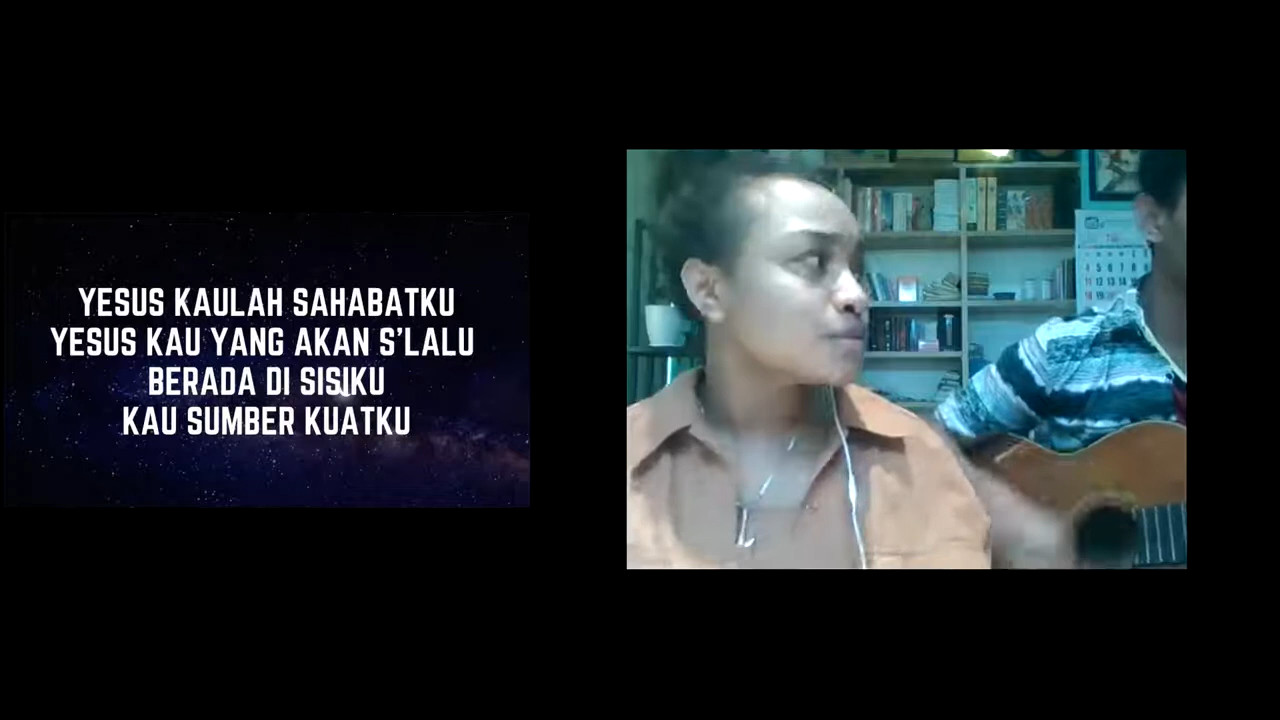 YESUS KAULAH SAHABATKU
YESUS KAU YANG AKAN S'LALU
BERADA DI SISIKU
KAU SUMBER KUATKU